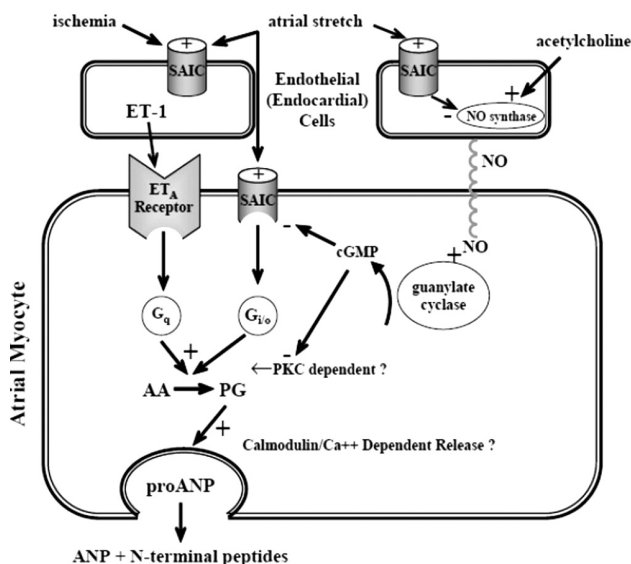 ischemia
atrial stretch
acetylcholine
+
SAIC
+
SAIC
Endothelial
(Endocardial)
Cells
+
-
NO synthase
ET-1
NO
ET_A
Receptor
+
SAIC
-
cGMP
+
NO
guanylate
cyclase
G_q
G_i/o
+
-
←PKC dependent ?
AA
PG
+
Calmodulin/Ca++ Dependent Release ?
proANP
ANP + N-terminal peptides
Atrial Myocyte